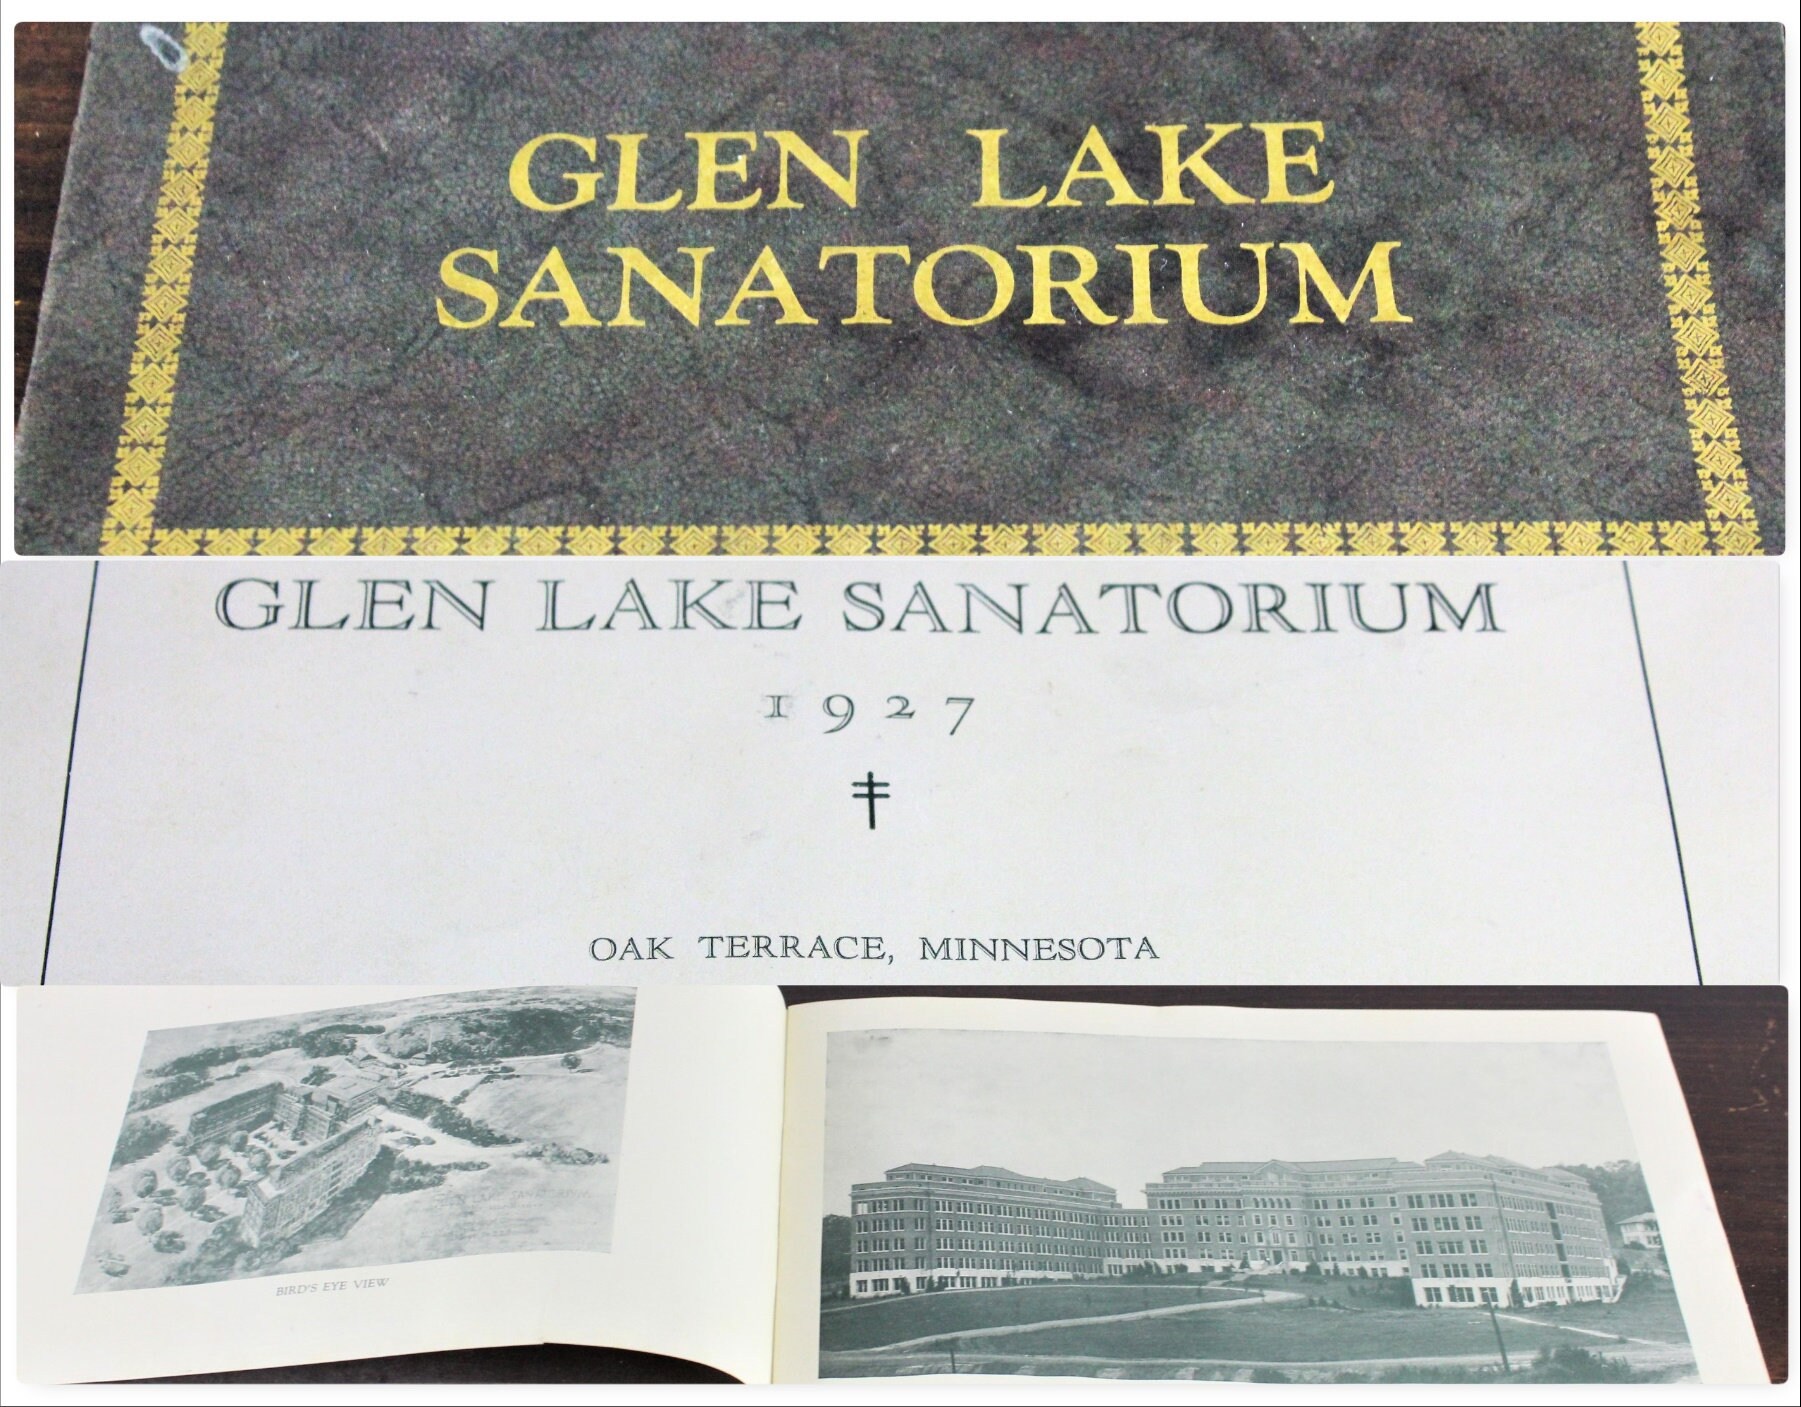 GLEN LAKE
SANATORIUM
GLEN LAKE SANATORIUM
1927
OAK TERRACE, MINNESOTA
BIRD'S EYE VIEW